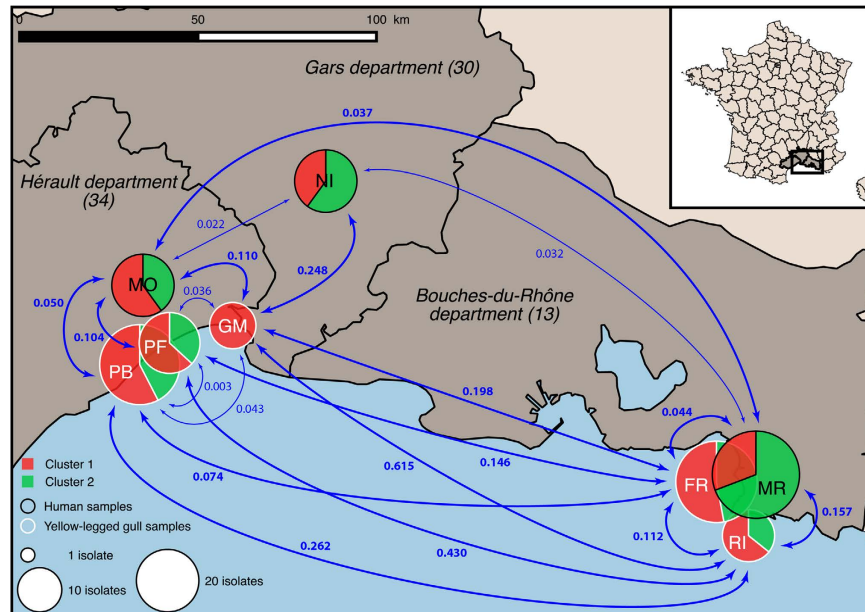 0 50 100 km
Gars department (30)
0.037
Hérault department
(34)
NI
0.022
0.032
MO
0.110
0.248
0.050
0.036
Bouches-du-Rhône
department (13)
GM
0.104
PF
PB
0.003
0.198
0.043
0.044
Cluster 1
Cluster 2
0.074
0.615
0.146
FR
MR
Human samples
Yellow-legged gull samples
0.157
0.112
RI
1 isolate
0.262
0.430
10 isolates
20 isolates